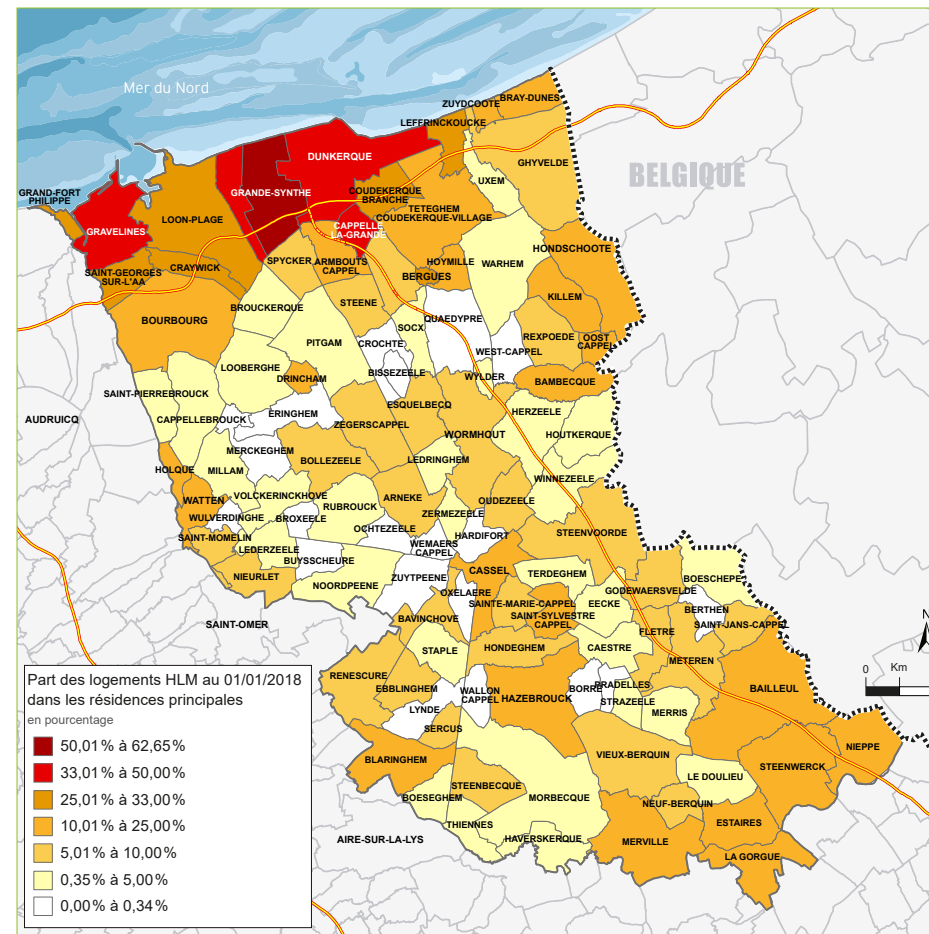 Mer du Nord
BELGIQUE
BRAY-DUNES
ZUYDCOOTE
LEFFRINCKOUCKE
GHYVELDE
DUNKERQUE
UXEM
GRAND-FORT
PHILIPPE
GRANDE-SYNTHE
COUDEKERQUE
BRANCHE
TETEGHEM
COUDEKERQUE-VILLAGE
LOON-PLAGE
GRAVELINES
CAPPELLE
LA-GRANDE
HONDSCHOOTE
WARHEM
SAINT-GEORGES
SUR-L'AA
CRAYWICK
SPYCKER
ARMBOUTS
CAPPEL
HOYMILLE
BERGUES
KILLEM
BROUCKERQUE
STEENE
BOURBOURG
SOCX
QUAEDYPRE
REXPOEDE
OOST
CAPPEL
PITGAM
CROCHTE
WEST-CAPPEL
LOOBERGHE
BISSEZEELE
DRINCHAM
WYLDER
BAMBECQUE
SAINT-PIERREBROUCK
ESQUELBECQ
HERZEELE
AUDRUICQ
CAPPELLEBROUCK
ERINGHEM
ZEGERSCAPPEL
WORMHOUT
HOUTKERQUE
MERCKEGHEM
BOLLEZEELE
LEDRINGHEM
HOLQUE
MILLAM
WINNEZEELE
WATTEN
VOLCKERINCKHOVE
RUBROUCK
ARNEKE
OUDEZEELE
WULVERDINGHE
BROXEELE
ZERMEZEELE
OCHTEZEELE
HARDIFORT
STEENVOORDE
SAINT-MOMELIN
LEDERZEELE
WEMAERS
CAPPEL
BUYSSCHEURE
NIEURLET
NOORDPEENE
ZUYTPEENE
CASSEL
TERDEGHEM
BOESCHEPE
OXELAERE
GODEWAERSVELDE
SAINTE-MARIE-CAPPEL
EECKE
BERTHEN
SAINT-OMER
BAVINCHOVE
SAINT-SYLVESTRE
CAPPEL
SAINT-JANS-CAPPEL
FLETRE
STAPLE
HONDEGHEM
CAESTRE
METEREN
RENESCURE
EBBLINGHEM
WALLON
CAPPEL
HAZEBROUCK
BORRE
PRADELLES
STRAZEELE
BAILLEUL
LYNDE
MERRIS
SERCUS
NIEPPE
BLARINGHEM
VIEUX-BERQUIN
STEENWERCK
STEENBECQUE
LE DOULIEU
BOESEGHEM
MORBECQUE
NEUF-BERQUIN
THIENNES
ESTAIRES
AIRE-SUR-LA-LYS
HAVERSKERQUE
MERVILLE
LA GORGUE
N
0 Km
Part des logements HLM au 01/01/2018
dans les résidences principales
en pourcentage
50,01% à 62,65%
33,01% à 50,00%
25,01% à 33,00%
10,01% à 25,00%
5,01% à 10,00%
0,35% à 5,00%
0,00% à 0,34%